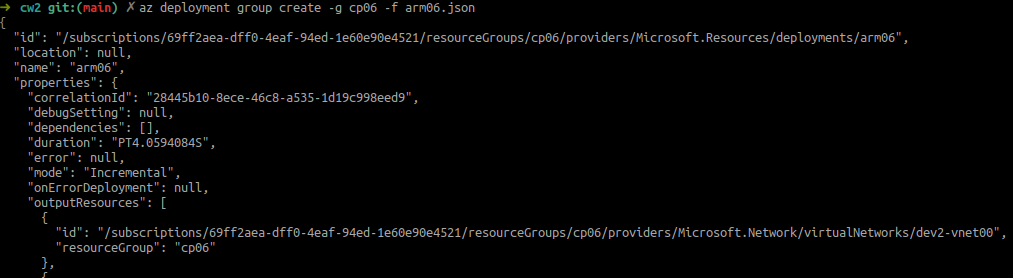 ➜ cw2 git:(main) ✗ az deployment group create -g cp06 -f arm06.json
{
  "id": "/subscriptions/69ff2aea-dff0-4eaf-94ed-1e60e90e4521/resourceGroups/cp06/providers/Microsoft.Resources/deployments/arm06",
  "location": null,
  "name": "arm06",
  "properties": {
    "correlationId": "28445b10-8ece-46c8-a535-1d19c998eed9",
    "debugSetting": null,
    "dependencies": [],
    "duration": "PT4.0594084S",
    "error": null,
    "mode": "Incremental",
    "onErrorDeployment": null,
    "outputResources": [
      {
        "id": "/subscriptions/69ff2aea-dff0-4eaf-94ed-1e60e90e4521/resourceGroups/cp06/providers/Microsoft.Network/virtualNetworks/dev2-vnet00",
        "resourceGroup": "cp06"
      },
      {